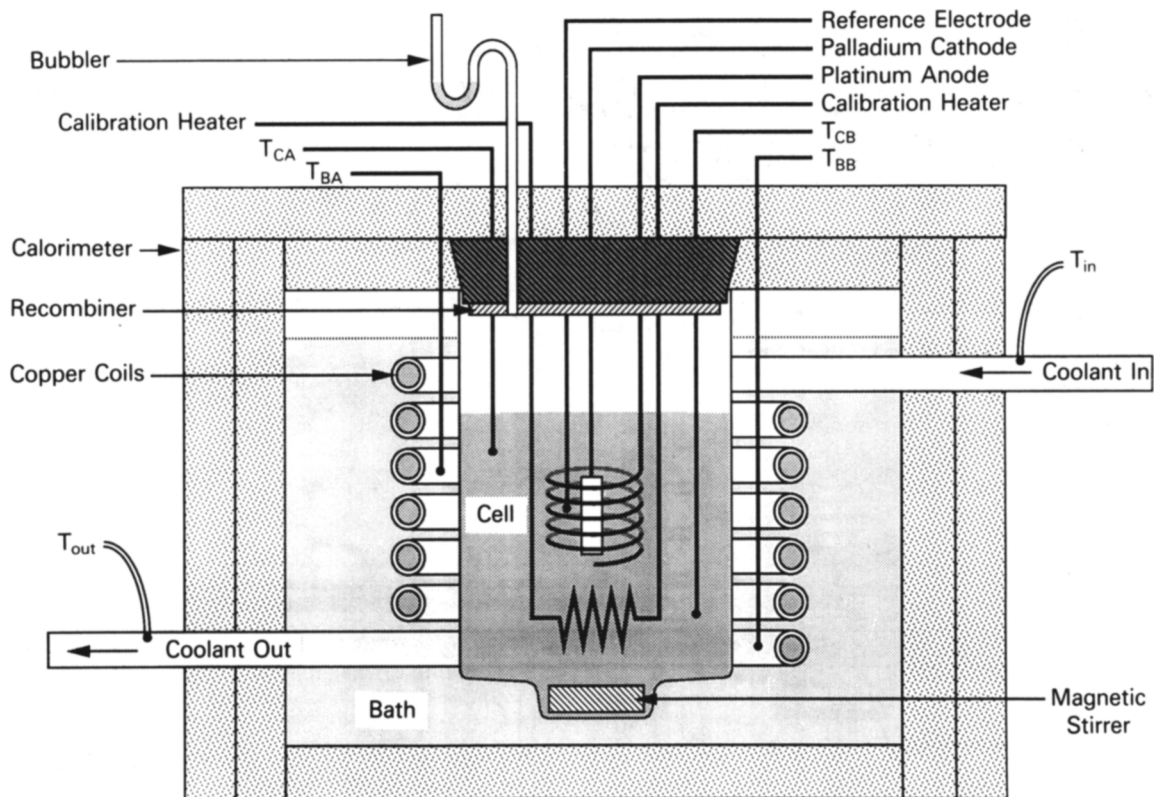 Reference Electrode
Bubbler
Palladium Cathode
Platinum Anode
Calibration Heater
Calibration Heater
T_CB
T_CA
T_BB
T_BA
Calorimeter
T_in
Recombiner
Copper Coils
Coolant In
Cell
T_out
Coolant Out
Bath
Magnetic
Stirrer